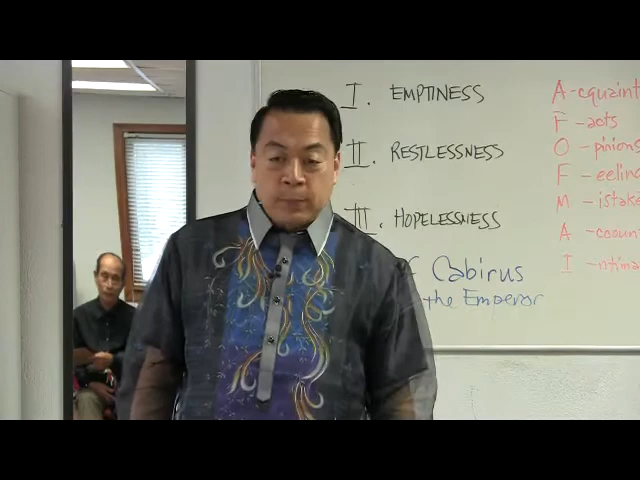 I. EMPTINESS
II. RESTLESSNESS
III. HOPELESSNESS
Cabirus
the Emperor
A-cquaint
F-acts
O-pinions
F-eeling
M-istake
A-ccount
I-ntima